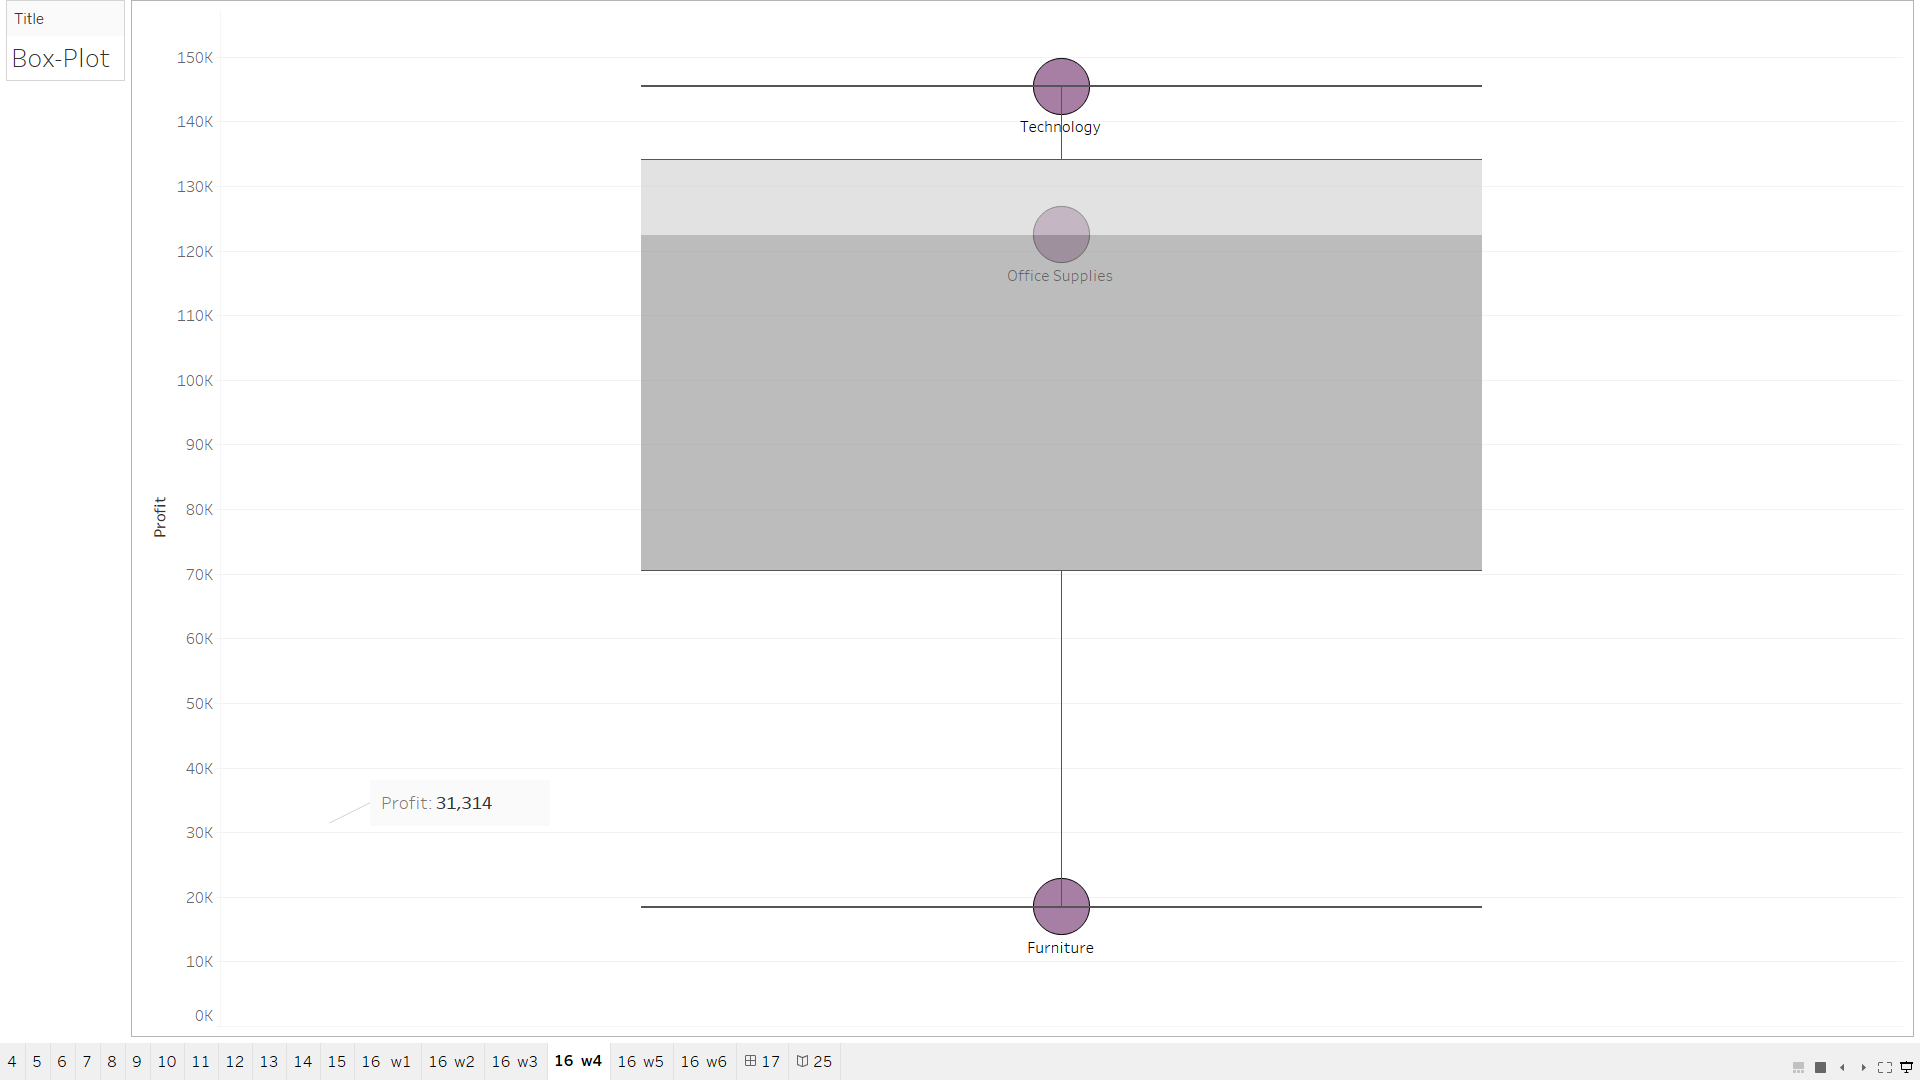 Title
Box-Plot
150K
Technology
140K
130K
Office Supplies
120K
110K
100K
90K
80K
Profit
70K
60K
50K
40K
Profit: 31,314
30K
20K
Furniture
10K
0K
4 5 6 7 8 9 10 11 12 13 14 15 16 w1 16 w2 16 w3 16 w4 16 w5 16 w6 17 25